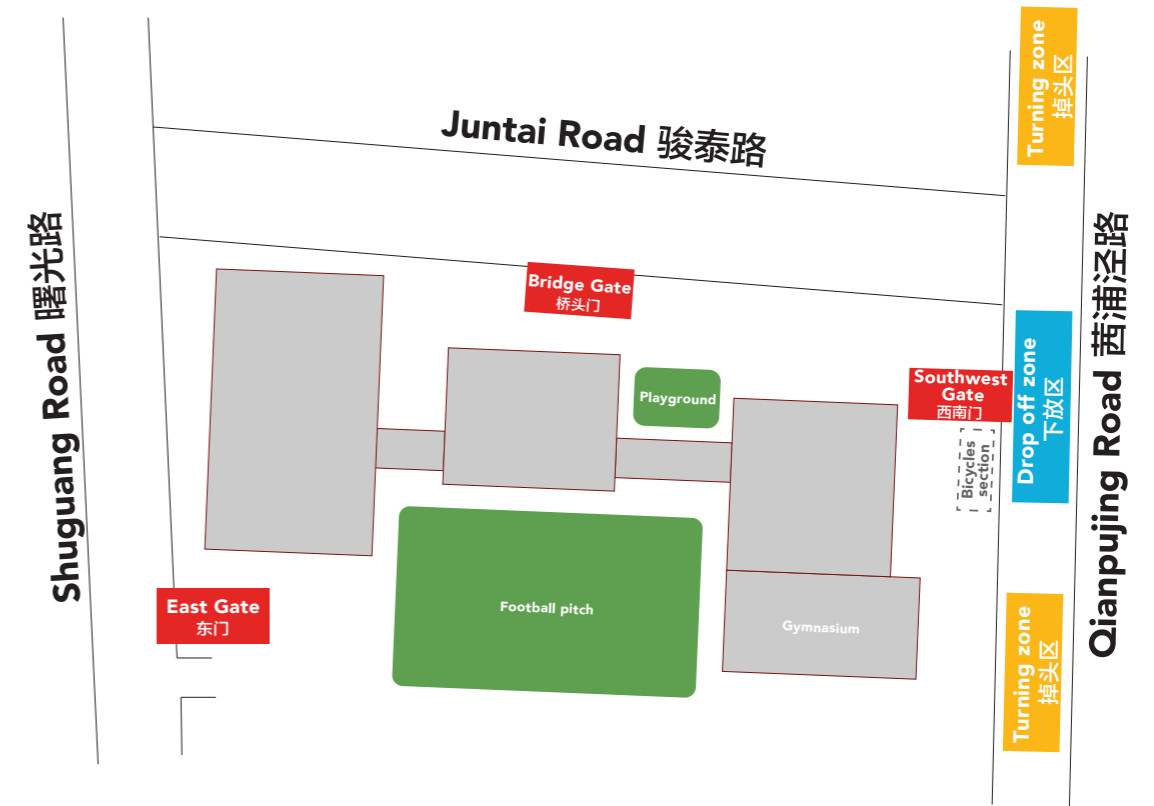 Turning zone
掉头区
Juntai Road 骏泰路
Shuguang Road 曙光路
Qianpujing Road 茜浦泾路
Bridge Gate
桥头门
Playground
Southwest
Gate
西南门
Drop off zone
下放区
Bicycles
section
Football pitch
East Gate
东门
Gymnasium
Turning zone
掉头区